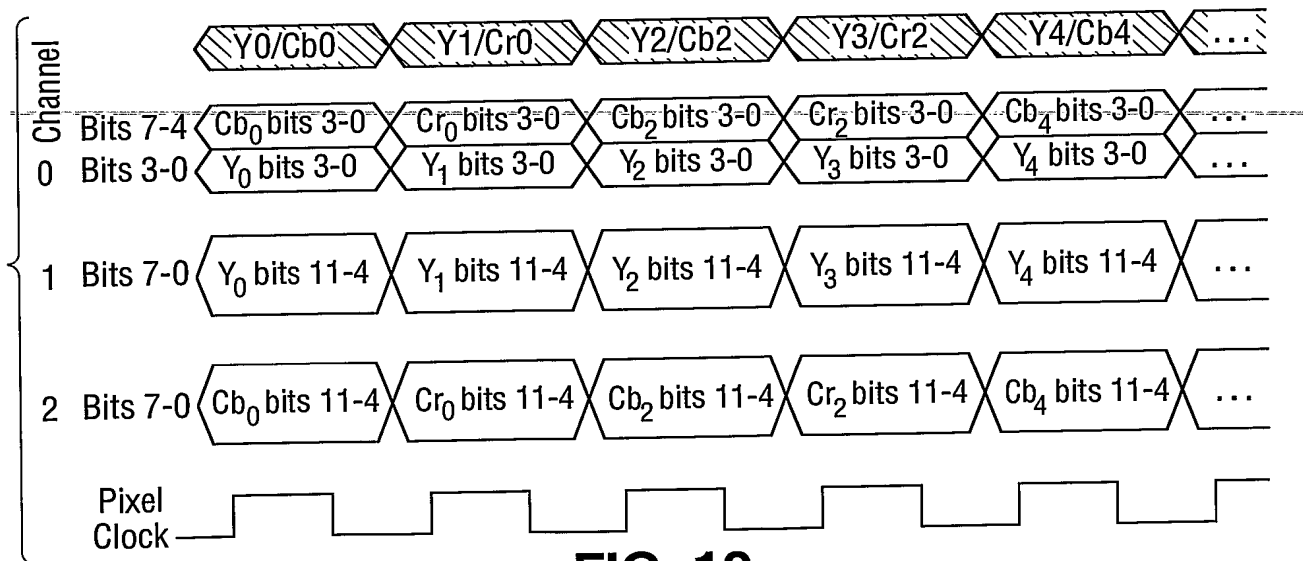 Channel
Y0/Cb0 Y1/Cr0 Y2/Cb2 Y3/Cr2 Y4/Cb4 ...
Bits 7-4 Cb0 bits 3-0 Cr0 bits 3-0 Cb2 bits 3-0 Cr2 bits 3-0 Cb4 bits 3-0 ...
0 Bits 3-0 Y0 bits 3-0 Y1 bits 3-0 Y2 bits 3-0 Y3 bits 3-0 Y4 bits 3-0 ...
1 Bits 7-0 Y0 bits 11-4 Y1 bits 11-4 Y2 bits 11-4 Y3 bits 11-4 Y4 bits 11-4 ...
2 Bits 7-0 Cb0 bits 11-4 Cr0 bits 11-4 Cb2 bits 11-4 Cr2 bits 11-4 Cb4 bits 11-4 ...
Pixel
Clock